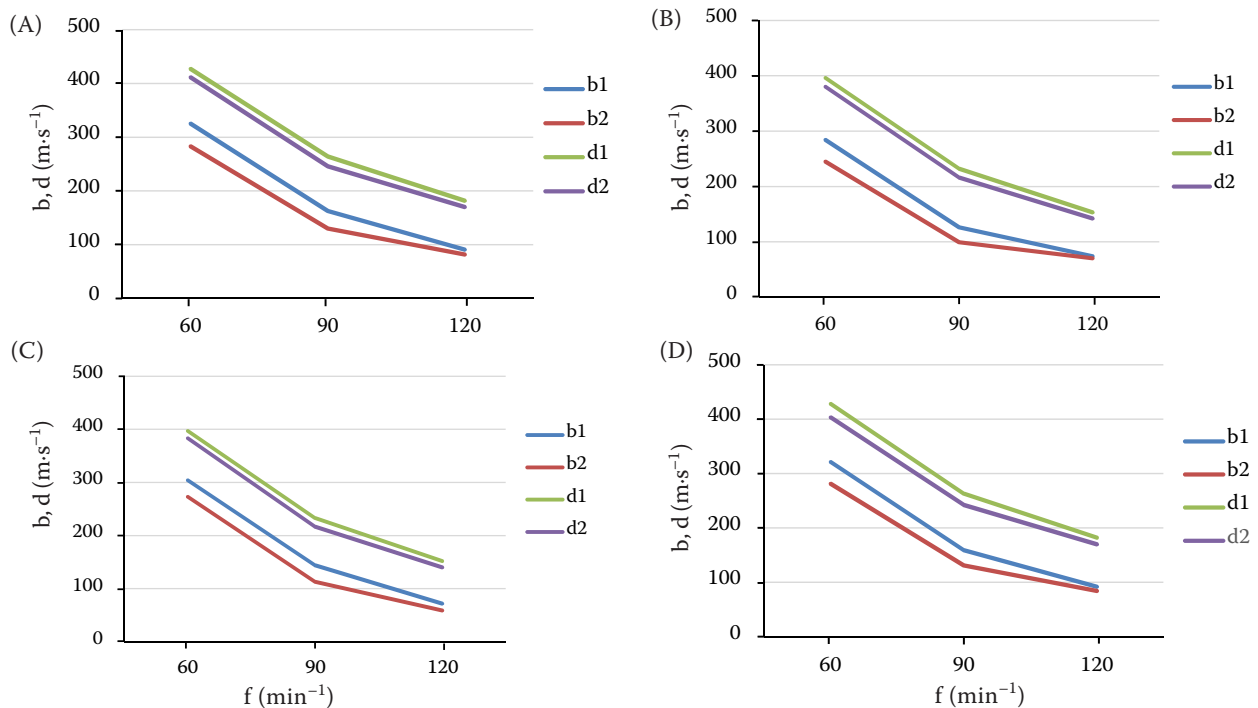 (A)
500
400
300
200
100
0
b, d (m·s⁻¹)
60 90 120
b1
b2
d1
d2
(B)
500
400
300
200
100
0
b, d (m·s⁻¹)
60 90 120
b1
b2
d1
d2
(C)
500
400
300
200
100
0
b, d (m·s⁻¹)
60 90 120
f (min⁻¹)
b1
b2
d1
d2
(D)
500
400
300
200
100
0
b, d (m·s⁻¹)
60 90 120
f (min⁻¹)
b1
b2
d1
d2